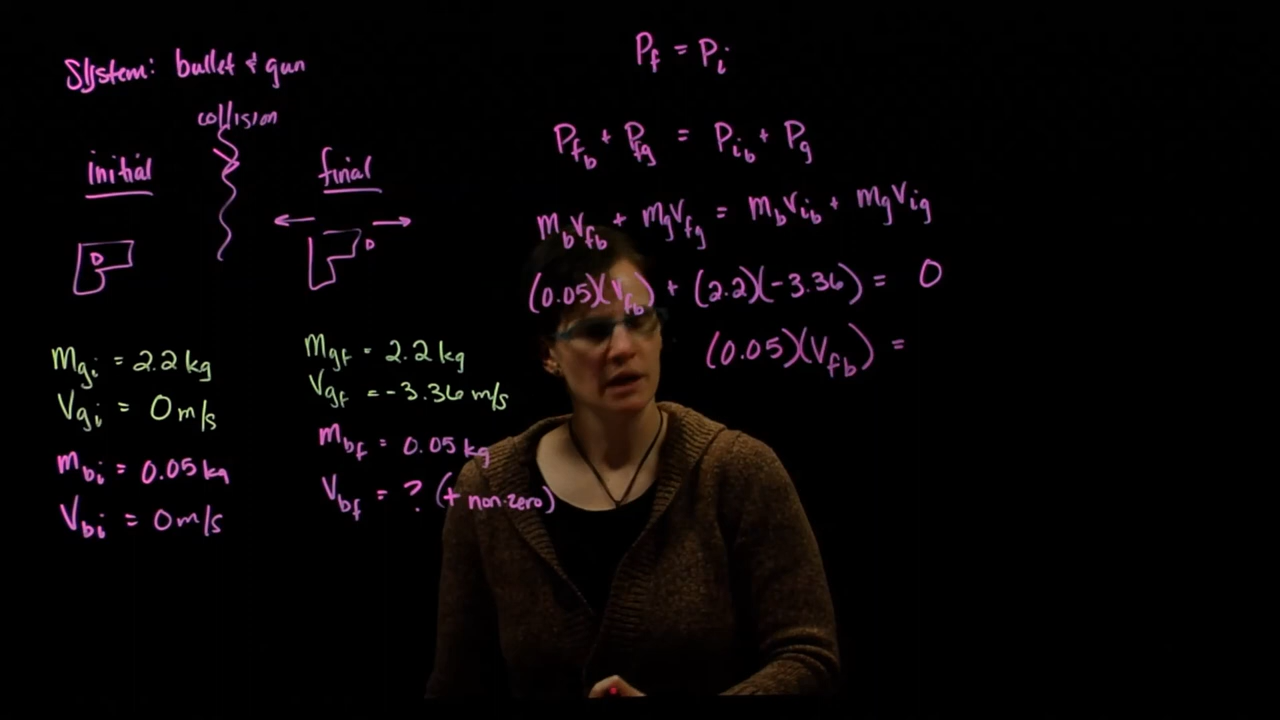 System: bullet & gun
collision
initial
final
D
D
mgi = 2.2 kg
Vgi = 0 m/s
mbi = 0.05 kg
Vbi = 0 m/s
mgf = 2.2 kg
Vgf = -3.36 m/s
mbf = 0.05 kg
Vbf = ? (+ non-zero)
Pf = Pi
Pfb + Pfg = Pib + Pg
mbVfb + mgVfg = mbVib + mgVig
(0.05)(Vfb) + (2.2)(-3.36) = 0
(0.05)(Vfb) =